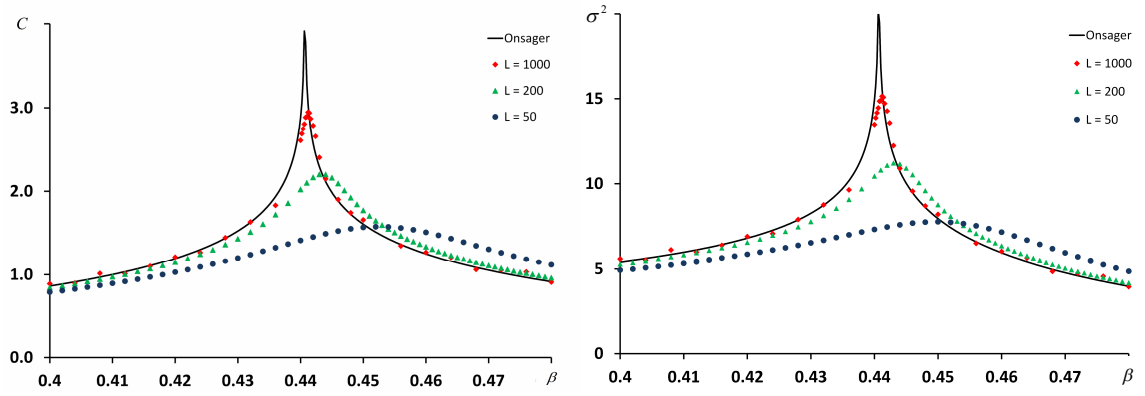 C
Onsager
L = 1000
L = 200
L = 50
3.0
2.0
1.0
0.0
0.4 0.41 0.42 0.43 0.44 0.45 0.46 0.47 β
σ²
Onsager
L = 1000
L = 200
L = 50
15
10
5
0
0.4 0.41 0.42 0.43 0.44 0.45 0.46 0.47 β